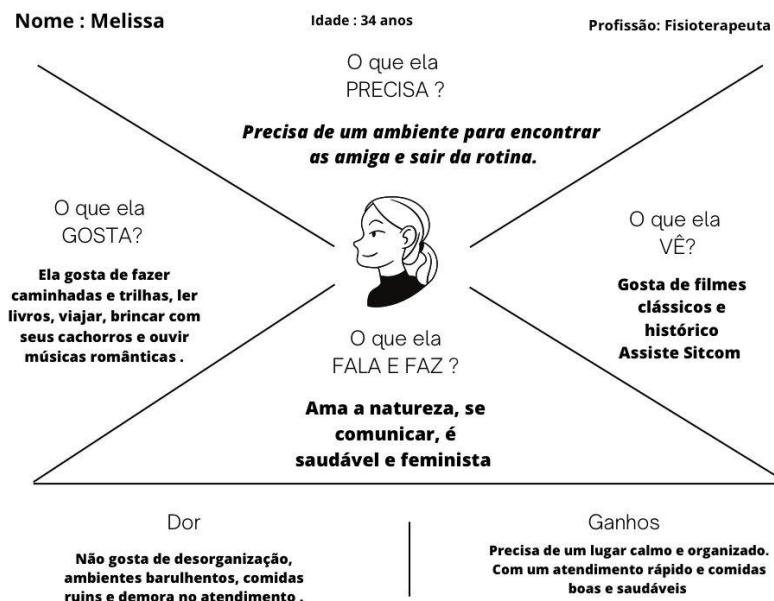 Nome : Melissa
Idade : 34 anos
Profissão: Fisioterapeuta
O que ela
PRECISA ?
Precisa de um ambiente para encontrar
as amiga e sair da rotina.
O que ela
GOSTA?
Ela gosta de fazer
caminhadas e trilhas, ler
livros, viajar, brincar com
seus cachorros e ouvir
músicas românticas .
O que ela
VÊ?
Gosta de filmes
clássicos e
histórico
Assiste Sitcom
O que ela
FALA E FAZ ?
Ama a natureza, se
comunicar, é
saudável e feminista
Dor
Não gosta de desorganização,
ambientes barulhentos, comidas
ruins e demora no atendimento .
Ganhos
Precisa de um lugar calmo e organizado.
Com um atendimento rápido e comidas
boas e saudáveis